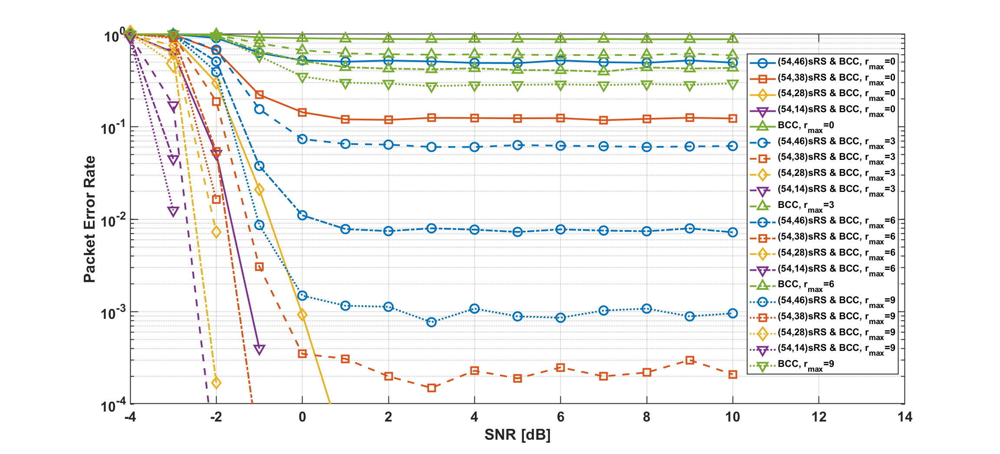 10^0
10^-1
10^-2
10^-3
10^-4
Packet Error Rate
-4 -2 0 2 4 6 8 10 12 14
SNR [dB]
(54,46)sRS & BCC, r_max=0
(54,38)sRS & BCC, r_max=0
(54,28)sRS & BCC, r_max=0
(54,14)sRS & BCC, r_max=0
BCC, r_max=0
(54,46)sRS & BCC, r_max=3
(54,38)sRS & BCC, r_max=3
(54,28)sRS & BCC, r_max=3
(54,14)sRS & BCC, r_max=3
BCC, r_max=3
(54,46)sRS & BCC, r_max=6
(54,38)sRS & BCC, r_max=6
(54,28)sRS & BCC, r_max=6
(54,14)sRS & BCC, r_max=6
BCC, r_max=6
(54,46)sRS & BCC, r_max=9
(54,38)sRS & BCC, r_max=9
(54,28)sRS & BCC, r_max=9
(54,14)sRS & BCC, r_max=9
BCC, r_max=9